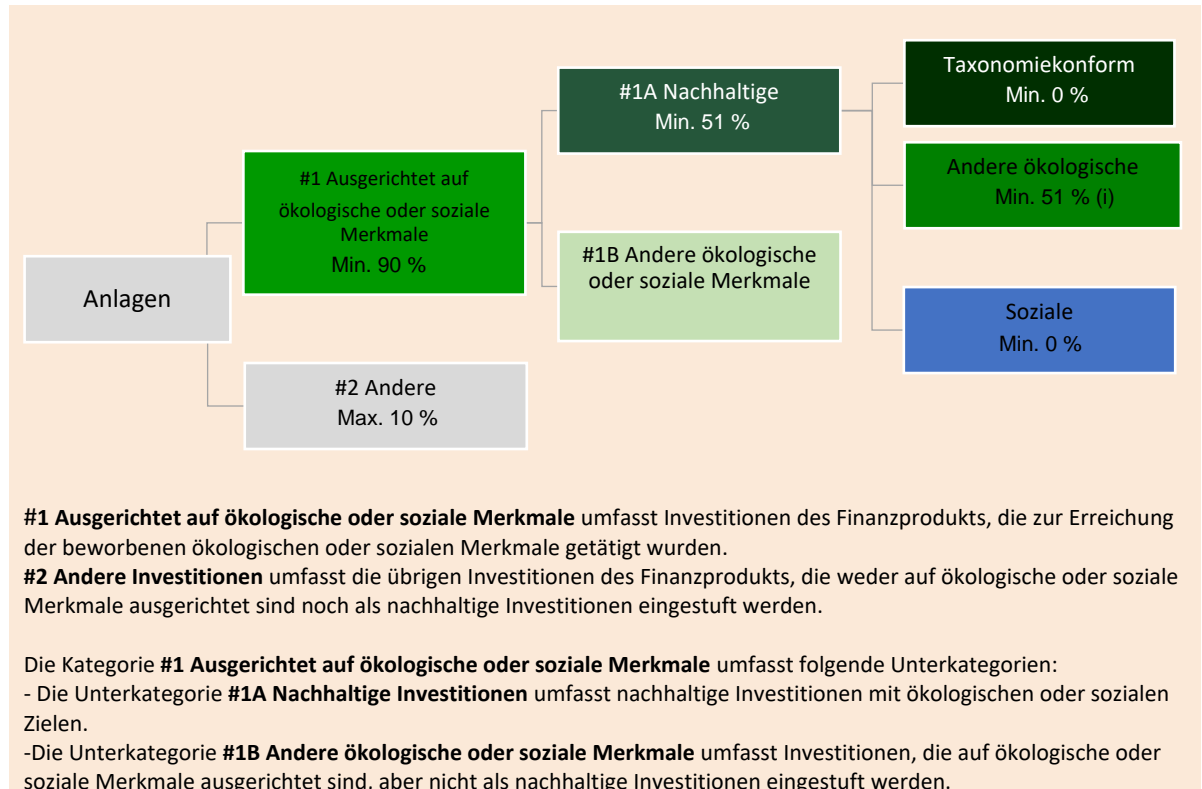 Anlagen
#1 Ausgerichtet auf
ökologische oder soziale
Merkmale
Min. 90 %
#2 Andere
Max. 10 %
#1A Nachhaltige
Min. 51 %
#1B Andere ökologische
oder soziale Merkmale
Taxonomiekonform
Min. 0 %
Andere ökologische
Min. 51 % (i)
Soziale
Min. 0 %
#1 Ausgerichtet auf ökologische oder soziale Merkmale umfasst Investitionen des Finanzprodukts, die zur Erreichung
der beworbenen ökologischen oder sozialen Merkmale getätigt wurden.
#2 Andere Investitionen umfasst die übrigen Investitionen des Finanzprodukts, die weder auf ökologische oder soziale
Merkmale ausgerichtet sind noch als nachhaltige Investitionen eingestuft werden.
Die Kategorie #1 Ausgerichtet auf ökologische oder soziale Merkmale umfasst folgende Unterkategorien:
- Die Unterkategorie #1A Nachhaltige Investitionen umfasst nachhaltige Investitionen mit ökologischen oder sozialen
Zielen.
-Die Unterkategorie #1B Andere ökologische oder soziale Merkmale umfasst Investitionen, die auf ökologische oder
soziale Merkmale ausgerichtet sind, aber nicht als nachhaltige Investitionen eingestuft werden.